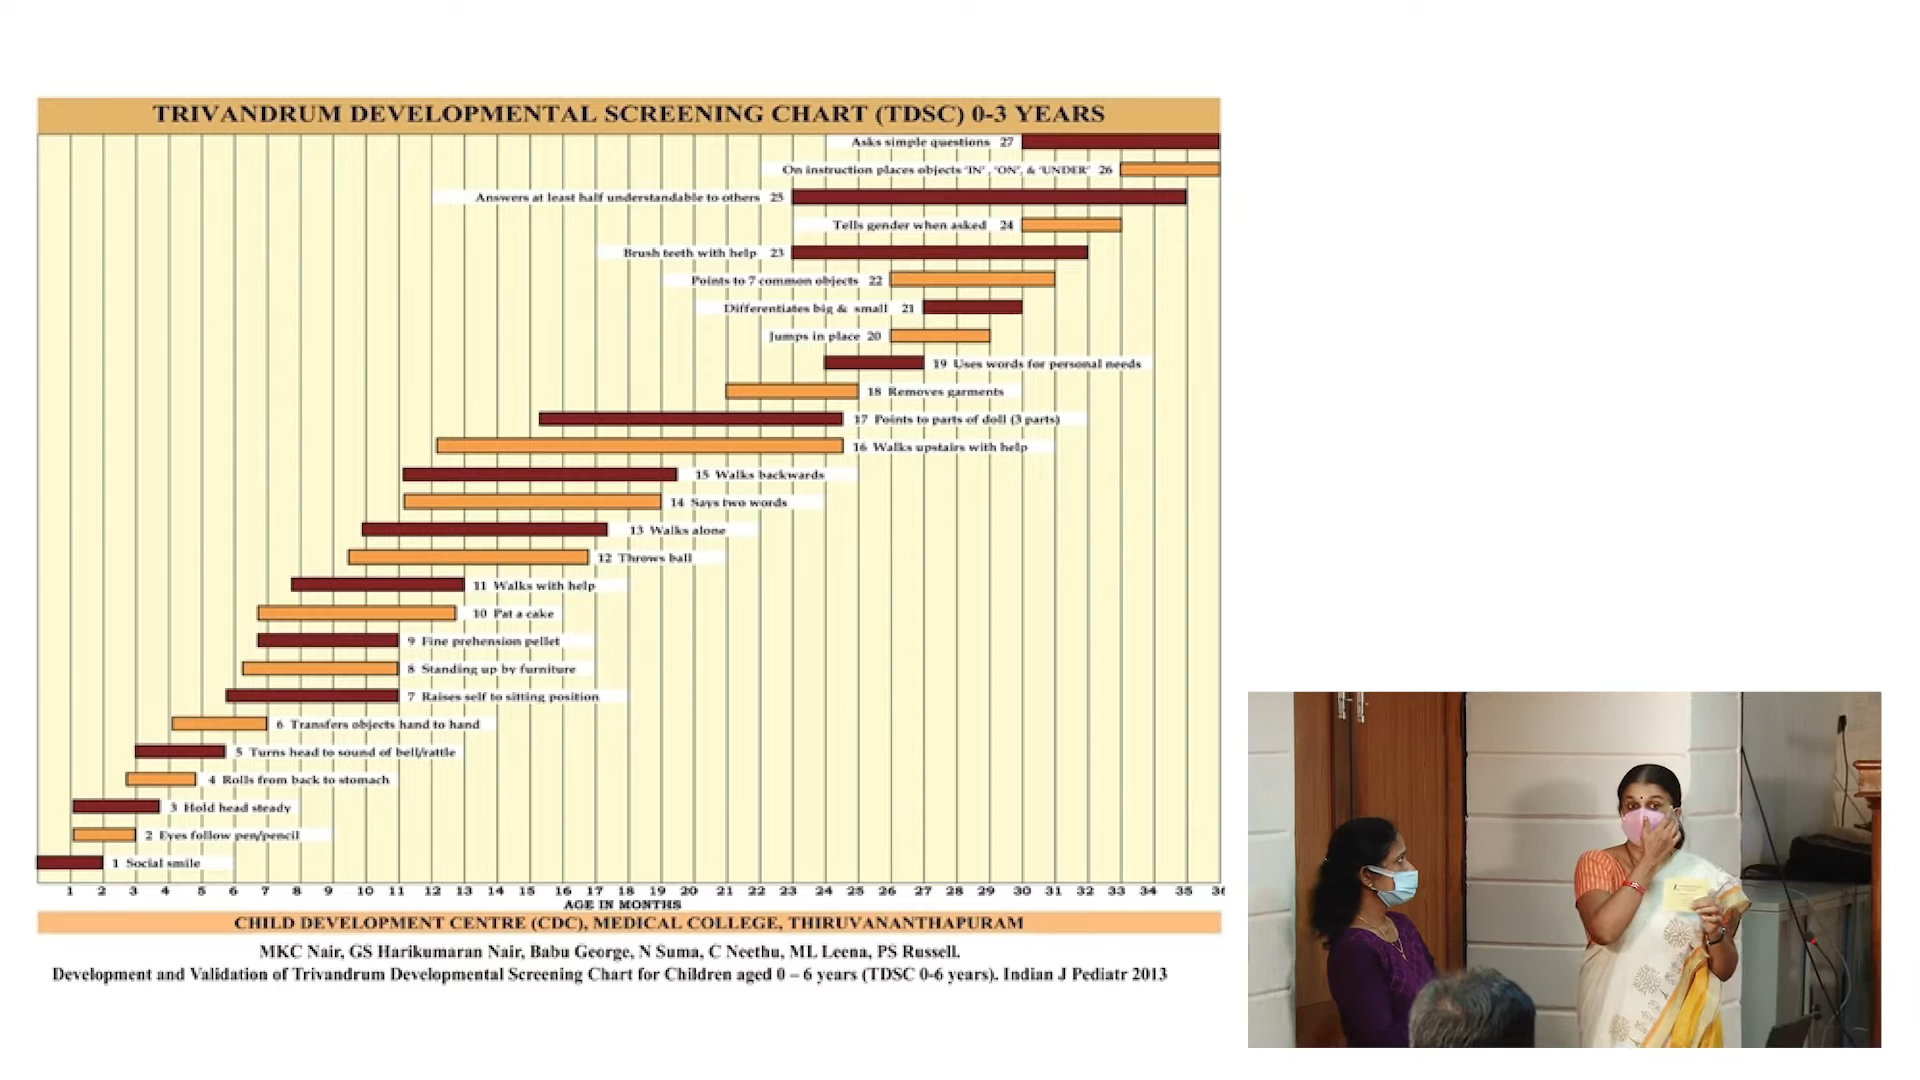 TRIVANDRUM DEVELOPMENTAL SCREENING CHART (TDSC) 0-3 YEARS
Asks simple questions 27
On instruction places objects 'IN', 'ON', & 'UNDER' 26
Answers at least half understandable to others 25
Tells gender when asked 24
Brush teeth with help 23
Points to 7 common objects 22
Differentiates big & small 21
Jumps in place 20
19 Uses words for personal needs
18 Removes garments
17 Points to parts of doll (3 parts)
16 Walks upstairs with help
15 Walks backwards
14 Says two words
13 Walks alone
12 Throws ball
11 Walks with help
10 Pat a cake
9 Fine prehension pellet
8 Standing up by furniture
7 Raises self to sitting position
6 Transfers objects hand to hand
5 Turns head to sound of bell/rattle
4 Rolls from back to stomach
3 Hold head steady
2 Eyes follow pen/pencil
1 Social smile
1 2 3 4 5 6 7 8 9 10 11 12 13 14 15 16 17 18 19 20 21 22 23 24 25 26 27 28 29 30 31 32 33 34 35 36
AGE IN MONTHS
CHILD DEVELOPMENT CENTRE (CDC), MEDICAL COLLEGE, THIRUVANANTHAPURAM
MKC Nair, GS Harikumaran Nair, Babu George, N Suma, C Neethu, ML Leena, PS Russell.
Development and Validation of Trivandrum Developmental Screening Chart for Children aged 0 – 6 years (TDSC 0-6 years). Indian J Pediatr 2013